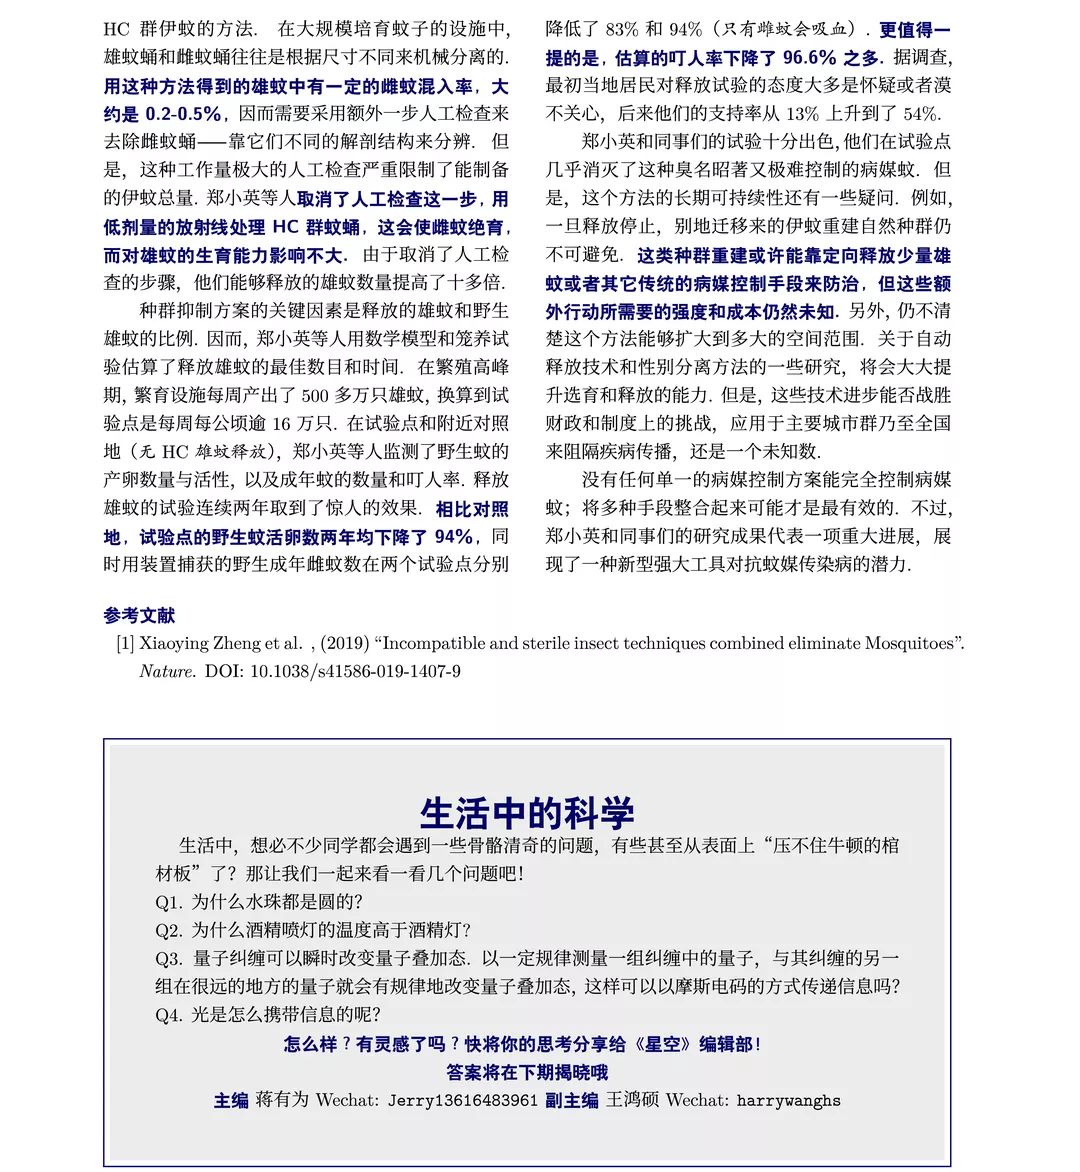 HC 群伊蚊的方法. 在大规模培育蚊子的设施中,
雄蚊蛹和雌蚊蛹往往是根据尺寸不同来机械分离的.
用这种方法得到的雄蚊中有一定的雌蚊混入率，大
约是 0.2-0.5%，因而需要采用额外一步人工检查来
去除雌蚊蛹——靠它们不同的解剖结构来分辨. 但
是，这种工作量极大的人工检查严重限制了能制备
的伊蚊总量. 郑小英等人取消了人工检查这一步，用
低剂量的放射线处理 HC 群蚊蛹，这会使雌蚊绝育，
而对雄蚊的生育能力影响不大. 由于取消了人工检
查的步骤，他们能够释放的雄蚊数量提高了十多倍.
种群抑制方案的关键因素是释放的雄蚊和野生
雄蚊的比例. 因而, 郑小英等人用数学模型和笼养试
验估算了释放雄蚊的最佳数目和时间. 在繁殖高峰
期, 繁育设施每周产出了 500 多万只雄蚊, 换算到试
验点是每周每公顷逾 16 万只. 在试验点和附近对照
地（无 HC 雄蚊释放），郑小英等人监测了野生蚊的
产卵数量与活性，以及成年蚊的数量和叮人率. 释放
雄蚊的试验连续两年取到了惊人的效果. 相比对照
地，试验点的野生蚊活卵数两年均下降了 94%，同
时用装置捕获的野生成年雌蚊数在两个试验点分别
降低了 83% 和 94%（只有雌蚊会吸血）. 更值得一
提的是，估算的叮人率下降了 96.6% 之多. 据调查,
最初当地居民对释放试验的态度大多是怀疑或者漠
不关心，后来他们的支持率从 13% 上升到了 54%.
郑小英和同事们的试验十分出色, 他们在试验点
几乎消灭了这种臭名昭著又极难控制的病媒蚊. 但
是，这个方法的长期可持续性还有一些疑问. 例如,
一旦释放停止，别地迁移来的伊蚊重建自然种群仍
不可避免. 这类种群重建或许能靠定向释放少量雄
蚊或者其它传统的病媒控制手段来防治，但这些额
外行动所需要的强度和成本仍然未知. 另外, 仍不清
楚这个方法能够扩大到多大的空间范围. 关于自动
释放技术和性别分离方法的一些研究，将会大大提
升选育和释放的能力. 但是，这些技术进步能否战胜
财政和制度上的挑战，应用于主要城市群乃至全国
来阻隔疾病传播，还是一个未知数.
没有任何单一的病媒控制方案能完全控制病媒
蚊；将多种手段整合起来可能才是最有效的. 不过,
郑小英和同事们的研究成果代表一项重大进展，展
现了一种新型强大工具对抗蚊媒传染病的潜力.
参考文献
[1] Xiaoying Zheng et al. , (2019) “Incompatible and sterile insect techniques combined eliminate Mosquitoes”.
Nature. DOI: 10.1038/s41586-019-1407-9
生活中的科学
生活中，想必不少同学都会遇到一些骨骼清奇的问题，有些甚至从表面上“压不住牛顿的棺
材板”了？那让我们一起来看一看几个问题吧！
Q1. 为什么水珠都是圆的？
Q2. 为什么酒精喷灯的温度高于酒精灯？
Q3. 量子纠缠可以瞬时改变量子叠加态. 以一定规律测量一组纠缠中的量子，与其纠缠的另一
组在很远的地方的量子就会有规律地改变量子叠加态, 这样可以以摩斯电码的方式传递信息吗？
Q4. 光是怎么携带信息的呢？
怎么样？有灵感了吗？快将你的思考分享给《星空》编辑部！
答案将在下期揭晓哦
主编 蒋有为 Wechat: Jerry13616483961 副主编 王鸿硕 Wechat: harrywanghs